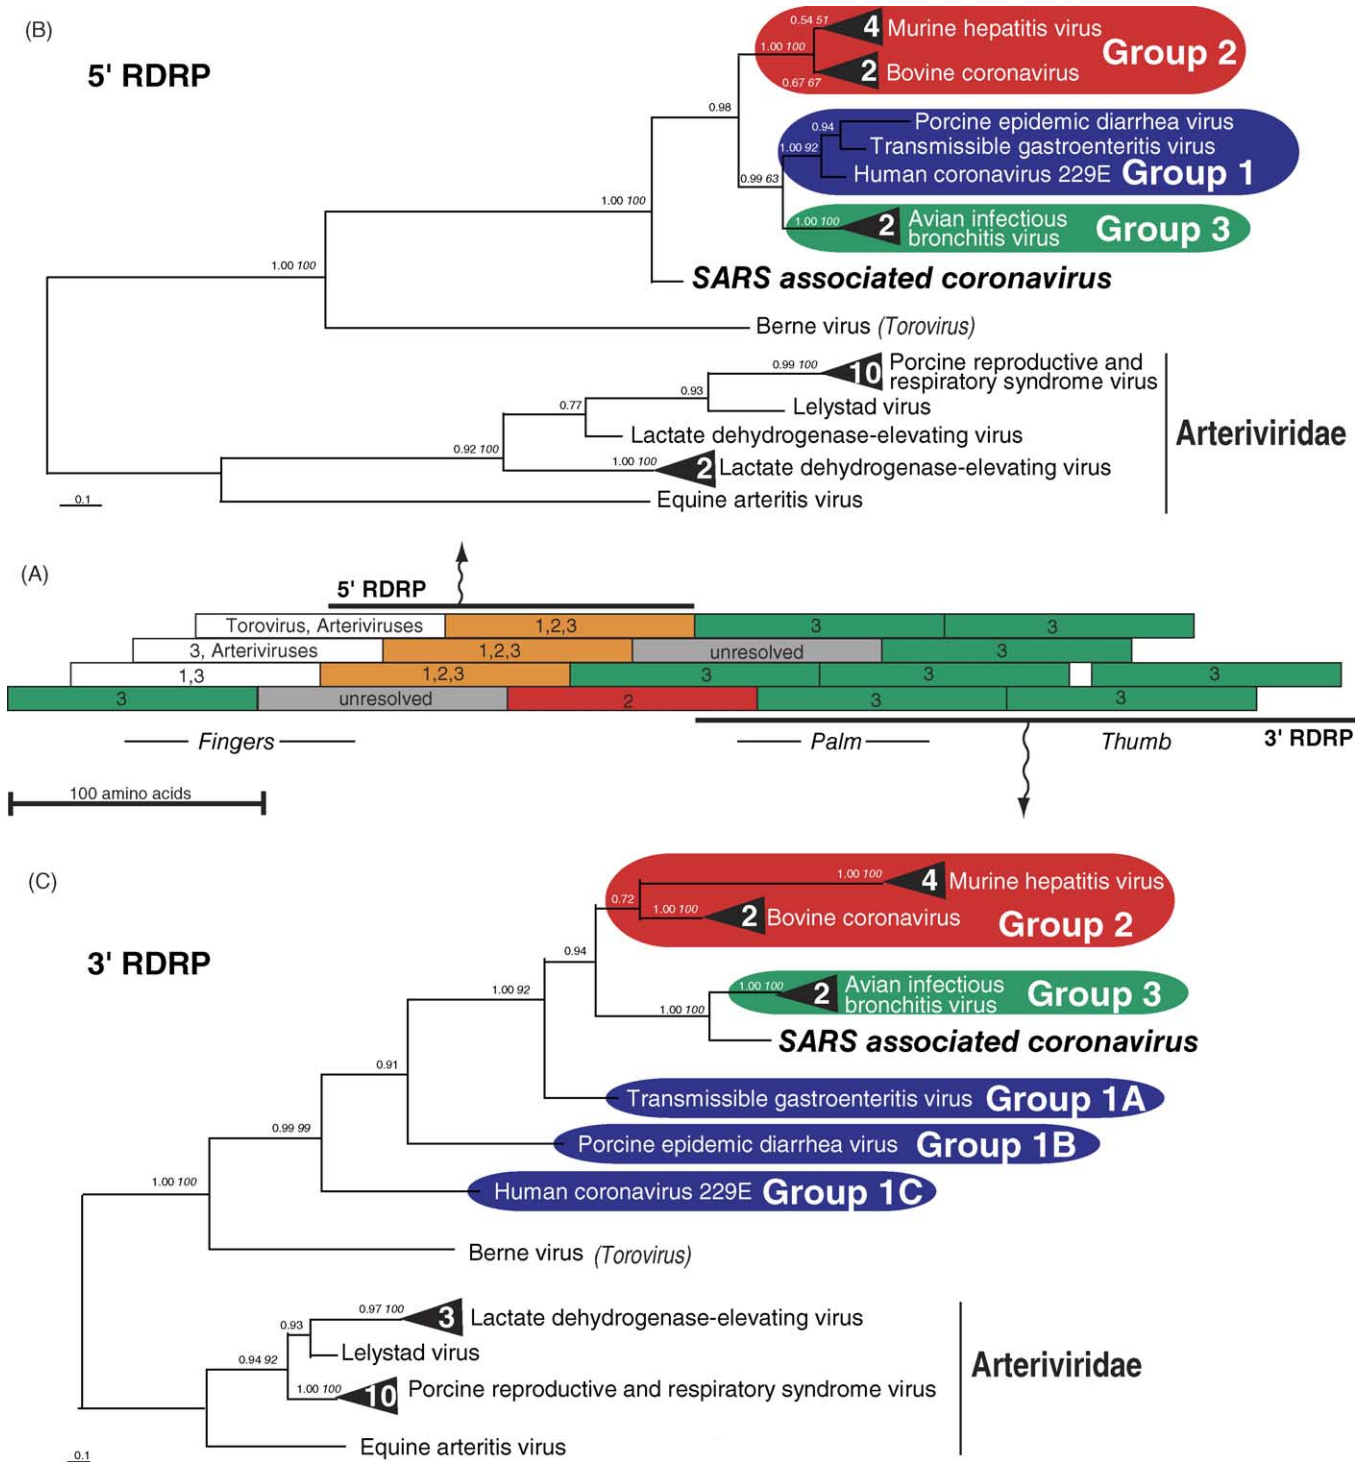 (B)
5' RDRP
0.54 51
4 Murine hepatitis virus
1.00 100
Group 2
2 Bovine coronavirus
0.67 67
0.98
0.94
Porcine epidemic diarrhea virus
Transmissible gastroenteritis virus
1.00 92
Human coronavirus 229E Group 1
0.99 63
1.00 100
2 Avian infectious
bronchitis virus
Group 3
1.00 100
SARS associated coronavirus
1.00 100
Berne virus (Torovirus)
0.99 100
10 Porcine reproductive and
respiratory syndrome virus
0.93
Lelystad virus
0.77
Lactate dehydrogenase-elevating virus
Arteriviridae
0.92 100
1.00 100
2 Lactate dehydrogenase-elevating virus
Equine arteritis virus
0.1
(A)
5' RDRP
Torovirus, Arteriviruses 1,2,3 3 3
3, Arteriviruses 1,2,3 unresolved 3
1,3 1,2,3 3 3 3
3 unresolved 2 3 3
Fingers Palm Thumb 3' RDRP
100 amino acids
(C)
3' RDRP
1.00 100
4 Murine hepatitis virus
0.72
1.00 100
2 Bovine coronavirus
Group 2
0.94
1.00 100
2 Avian infectious
bronchitis virus
Group 3
1.00 92
1.00 100
SARS associated coronavirus
0.91
Transmissible gastroenteritis virus Group 1A
0.99 99
Porcine epidemic diarrhea virus Group 1B
1.00 100
Human coronavirus 229E Group 1C
Berne virus (Torovirus)
0.97 100
3 Lactate dehydrogenase-elevating virus
0.93
Lelystad virus
0.94 92
Arteriviridae
1.00 100
10 Porcine reproductive and respiratory syndrome virus
Equine arteritis virus
0.1